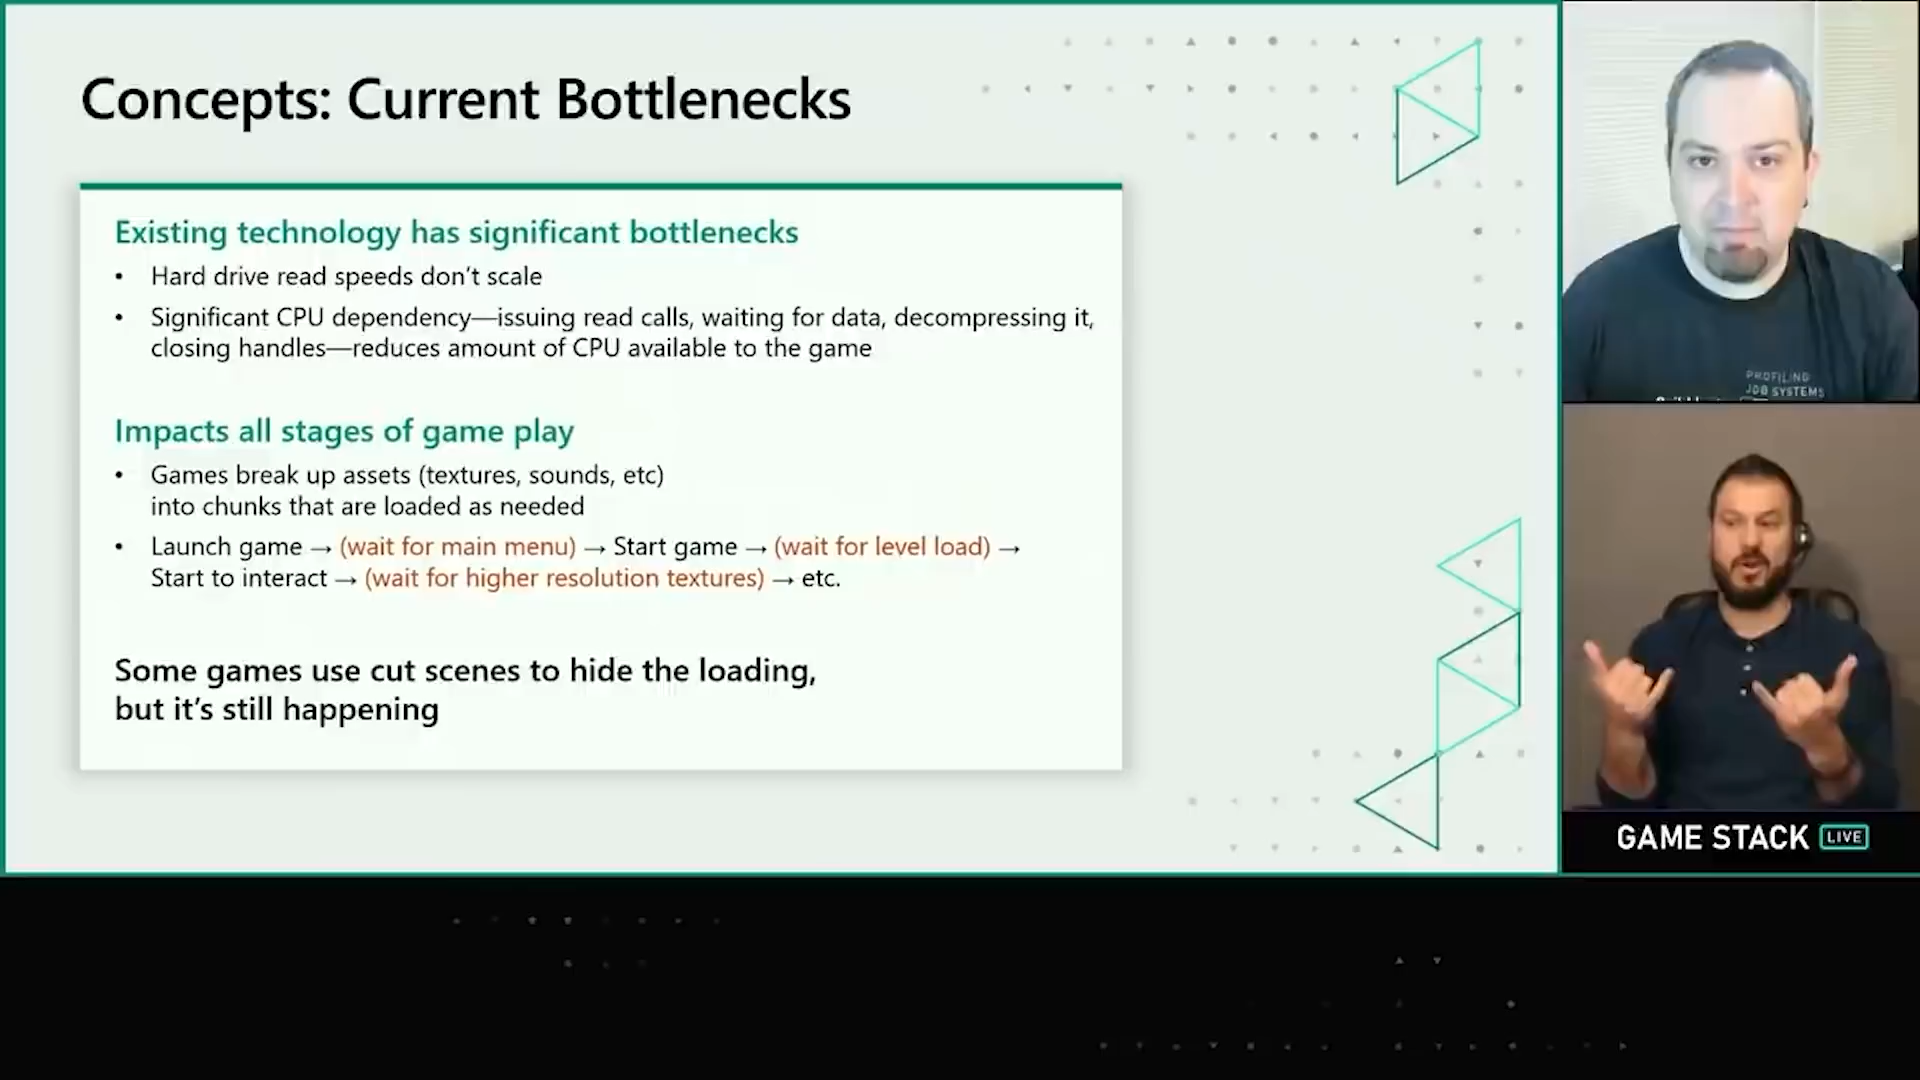 Concepts: Current Bottlenecks
Existing technology has significant bottlenecks
• Hard drive read speeds don't scale
• Significant CPU dependency—issuing read calls, waiting for data, decompressing it,
closing handles—reduces amount of CPU available to the game
Impacts all stages of game play
• Games break up assets (textures, sounds, etc)
into chunks that are loaded as needed
• Launch game → (wait for main menu) → Start game → (wait for level load) →
Start to interact → (wait for higher resolution textures) → etc.
Some games use cut scenes to hide the loading,
but it's still happening
PROFILING
JOB SYSTEMS
GAME STACK LIVE